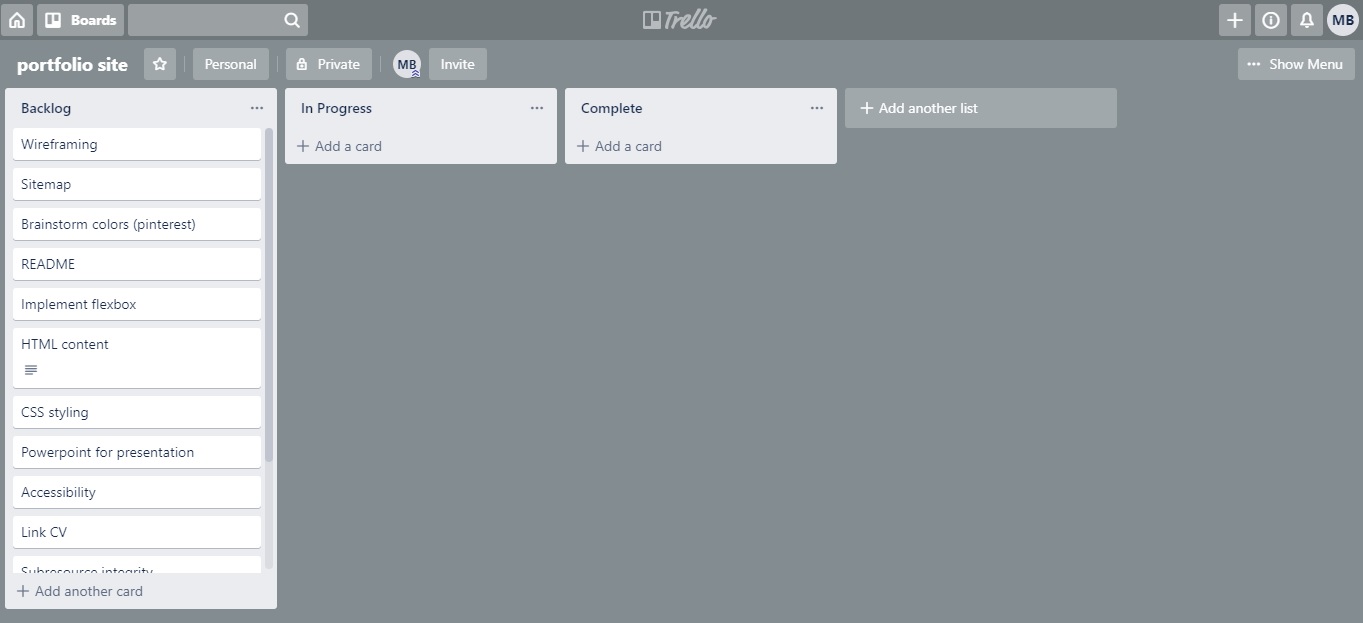 Boards
Trello
MB
portfolio site
Personal
Private
MB
Invite
Show Menu
Backlog
Wireframing
Sitemap
Brainstorm colors (pinterest)
README
Implement flexbox
HTML content
CSS styling
Powerpoint for presentation
Accessibility
Link CV
Subresource integrity
Add another card
In Progress
Add a card
Complete
Add a card
Add another list